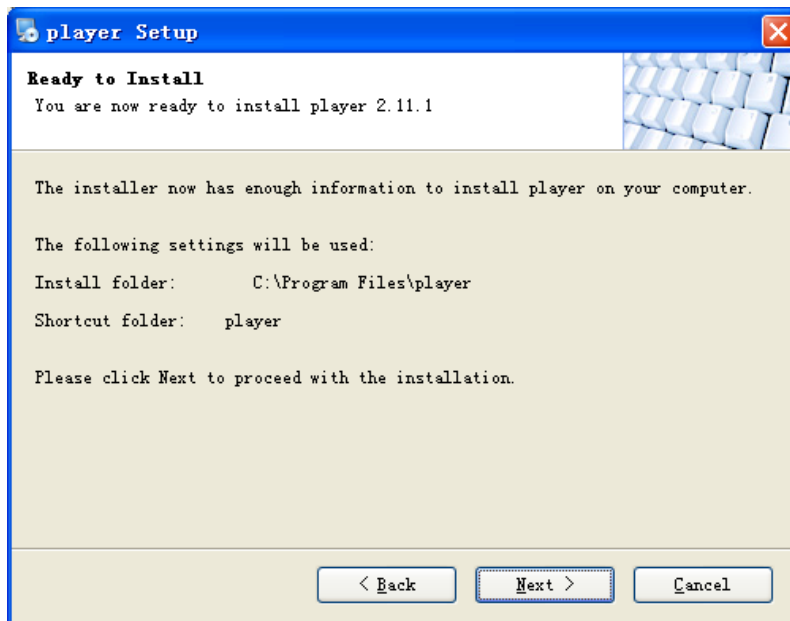 player Setup
Ready to Install
You are now ready to install player 2.11.1
The installer now has enough information to install player on your computer.
The following settings will be used:
Install folder: C:\Program Files\player
Shortcut folder: player
Please click Next to proceed with the installation.
< Back Next > Cancel